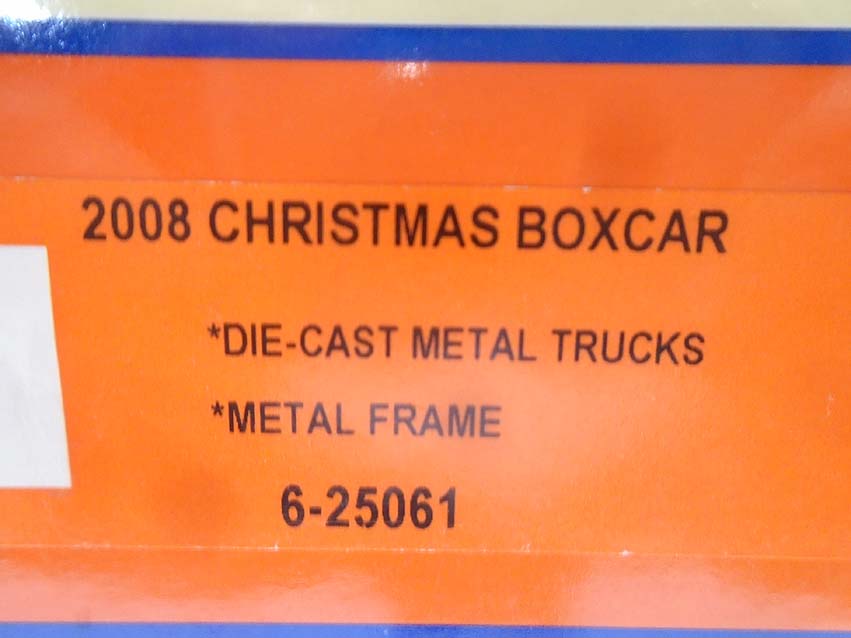 2008 CHRISTMAS BOXCAR
*DIE-CAST METAL TRUCKS
*METAL FRAME
6-25061